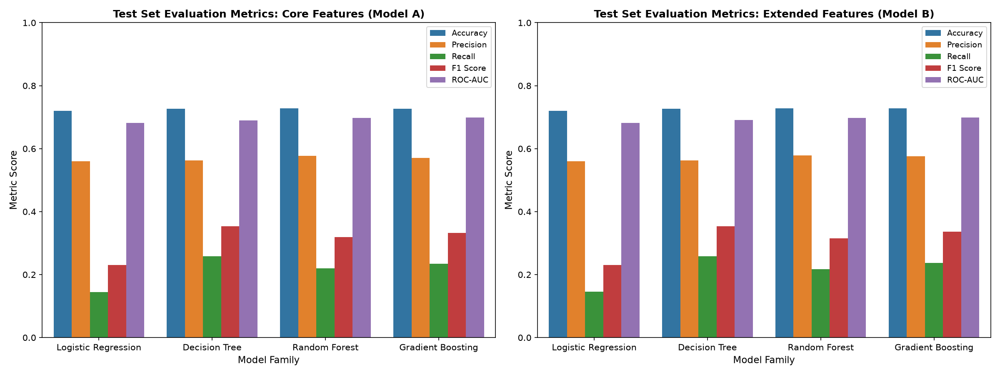 Test Set Evaluation Metrics: Core Features (Model A)
Metric Score
1.0
0.8
0.6
0.4
0.2
0.0
Accuracy
Precision
Recall
F1 Score
ROC-AUC
Logistic Regression
Decision Tree
Random Forest
Gradient Boosting
Model Family
Test Set Evaluation Metrics: Extended Features (Model B)
Metric Score
1.0
0.8
0.6
0.4
0.2
0.0
Accuracy
Precision
Recall
F1 Score
ROC-AUC
Logistic Regression
Decision Tree
Random Forest
Gradient Boosting
Model Family